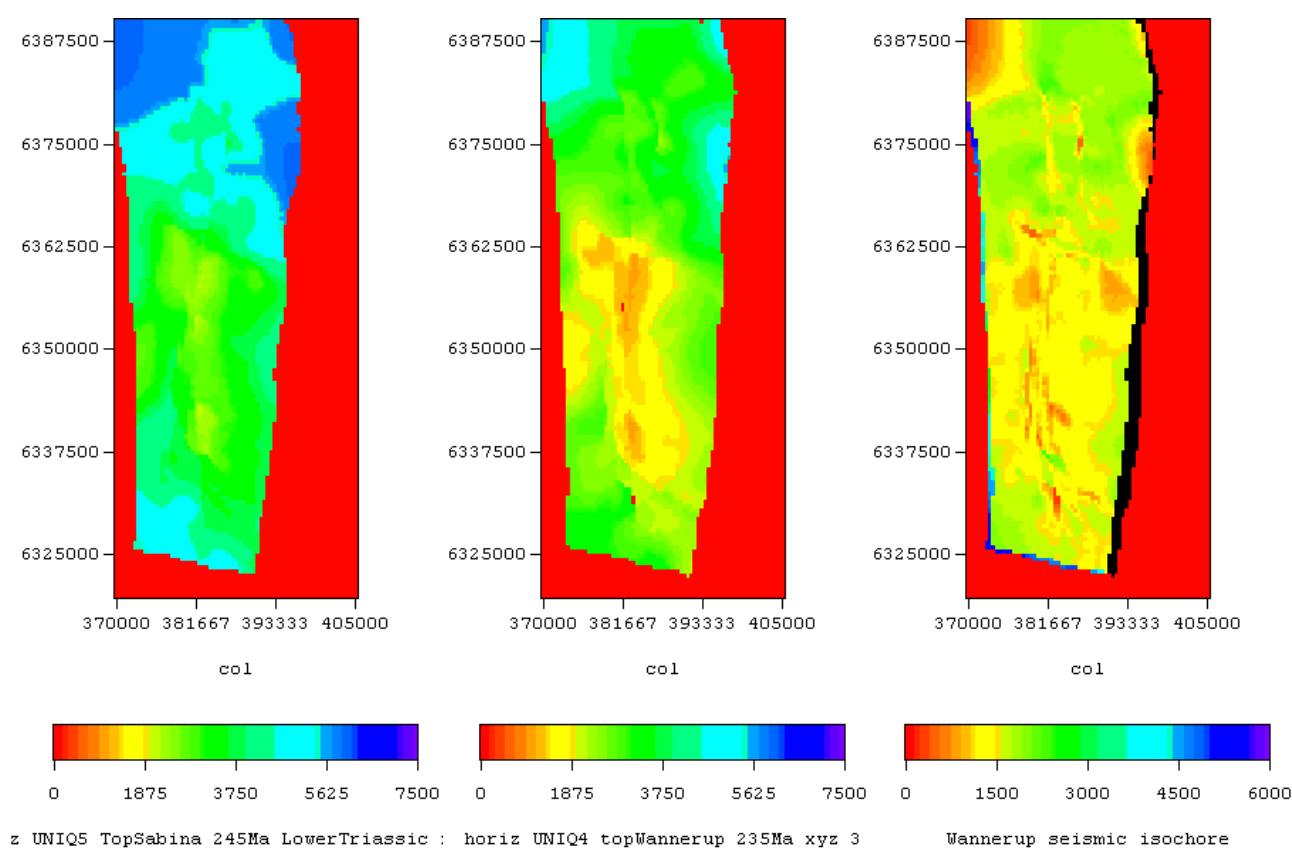 6387500 6387500 6387500
6375000 6375000 6375000
6362500 6362500 6362500
6350000 6350000 6350000
6337500 6337500 6337500
6325000 6325000 6325000
370000 381667 393333 405000 370000 381667 393333 405000 370000 381667 393333 405000
col col col
0 1875 3750 5625 7500 0 1875 3750 5625 7500 0 1500 3000 4500 6000
z UNIQ5 TopSabina 245Ma LowerTriassic : horiz UNIQ4 topWannerup 235Ma xyz 3 Wannerup seismic isochore